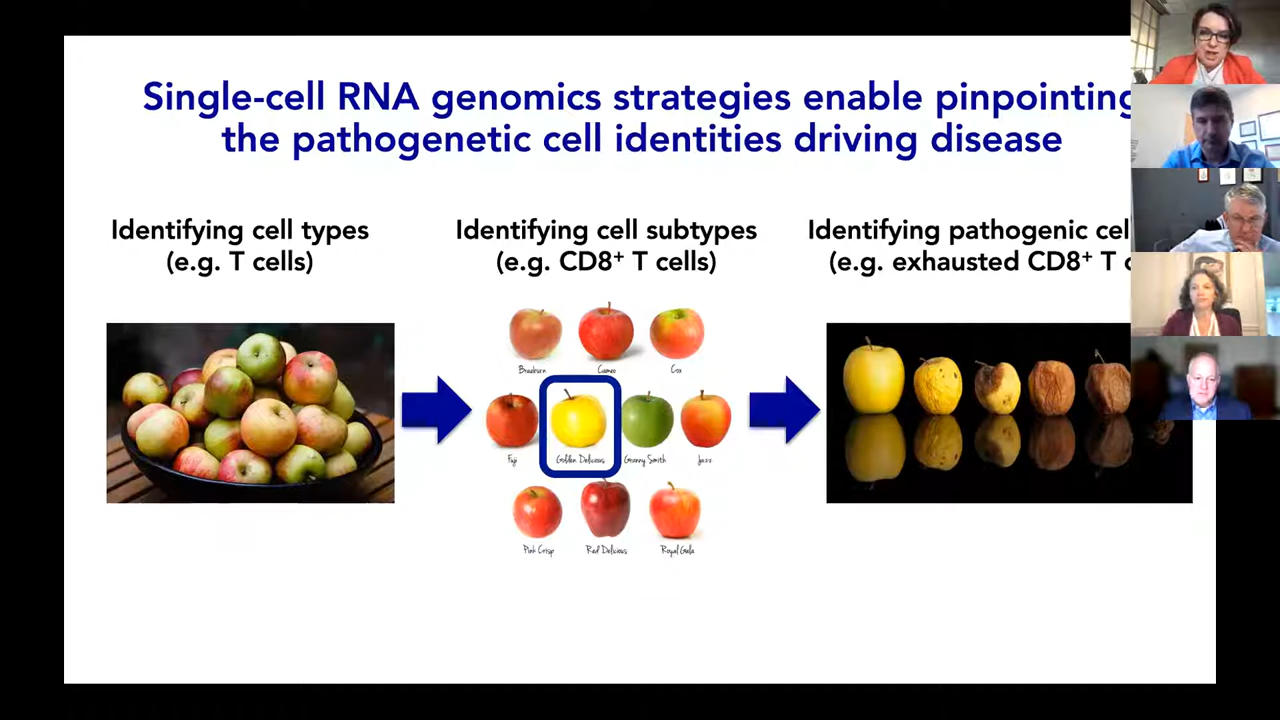 Single-cell RNA genomics strategies enable pinpointing
the pathogenetic cell identities driving disease
Identifying cell types
(e.g. T cells)
Identifying cell subtypes
(e.g. CD8⁺ T cells)
Identifying pathogenic cel
(e.g. exhausted CD8⁺ T c
Braeburn
Cameo
Cox
Fuji
Golden Delicious
Granny Smith
Jazz
Pink Crisp
Red Delicious
Royal Gala